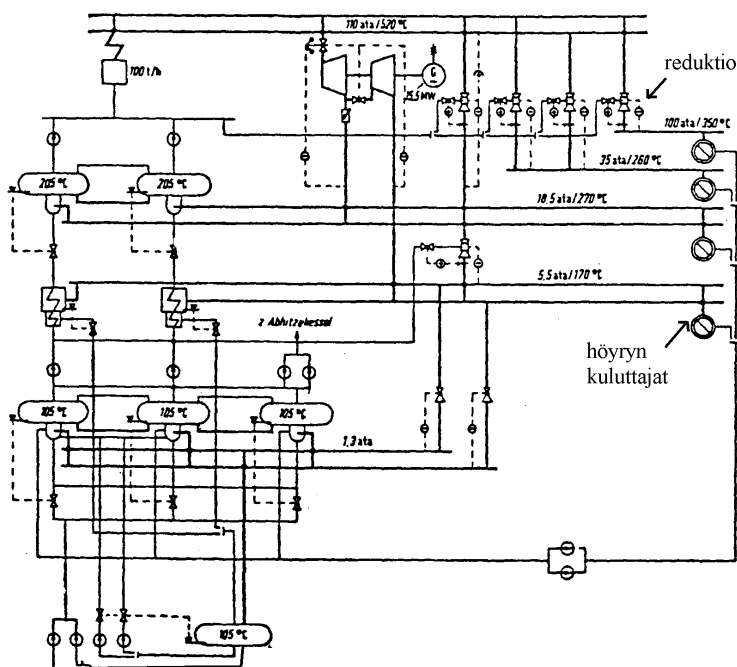 110 ata/520 °C
100 t/h
G
15,5 MW
reduktio
100 ata/350 °C
205 °C
205 °C
35 ata/260 °C
18,5 ata/270 °C
5,5 ata/170 °C
z Abhitzekessel
höyryn
kuluttajat
105 °C
105 °C
105 °C
1,3 ata
105 °C